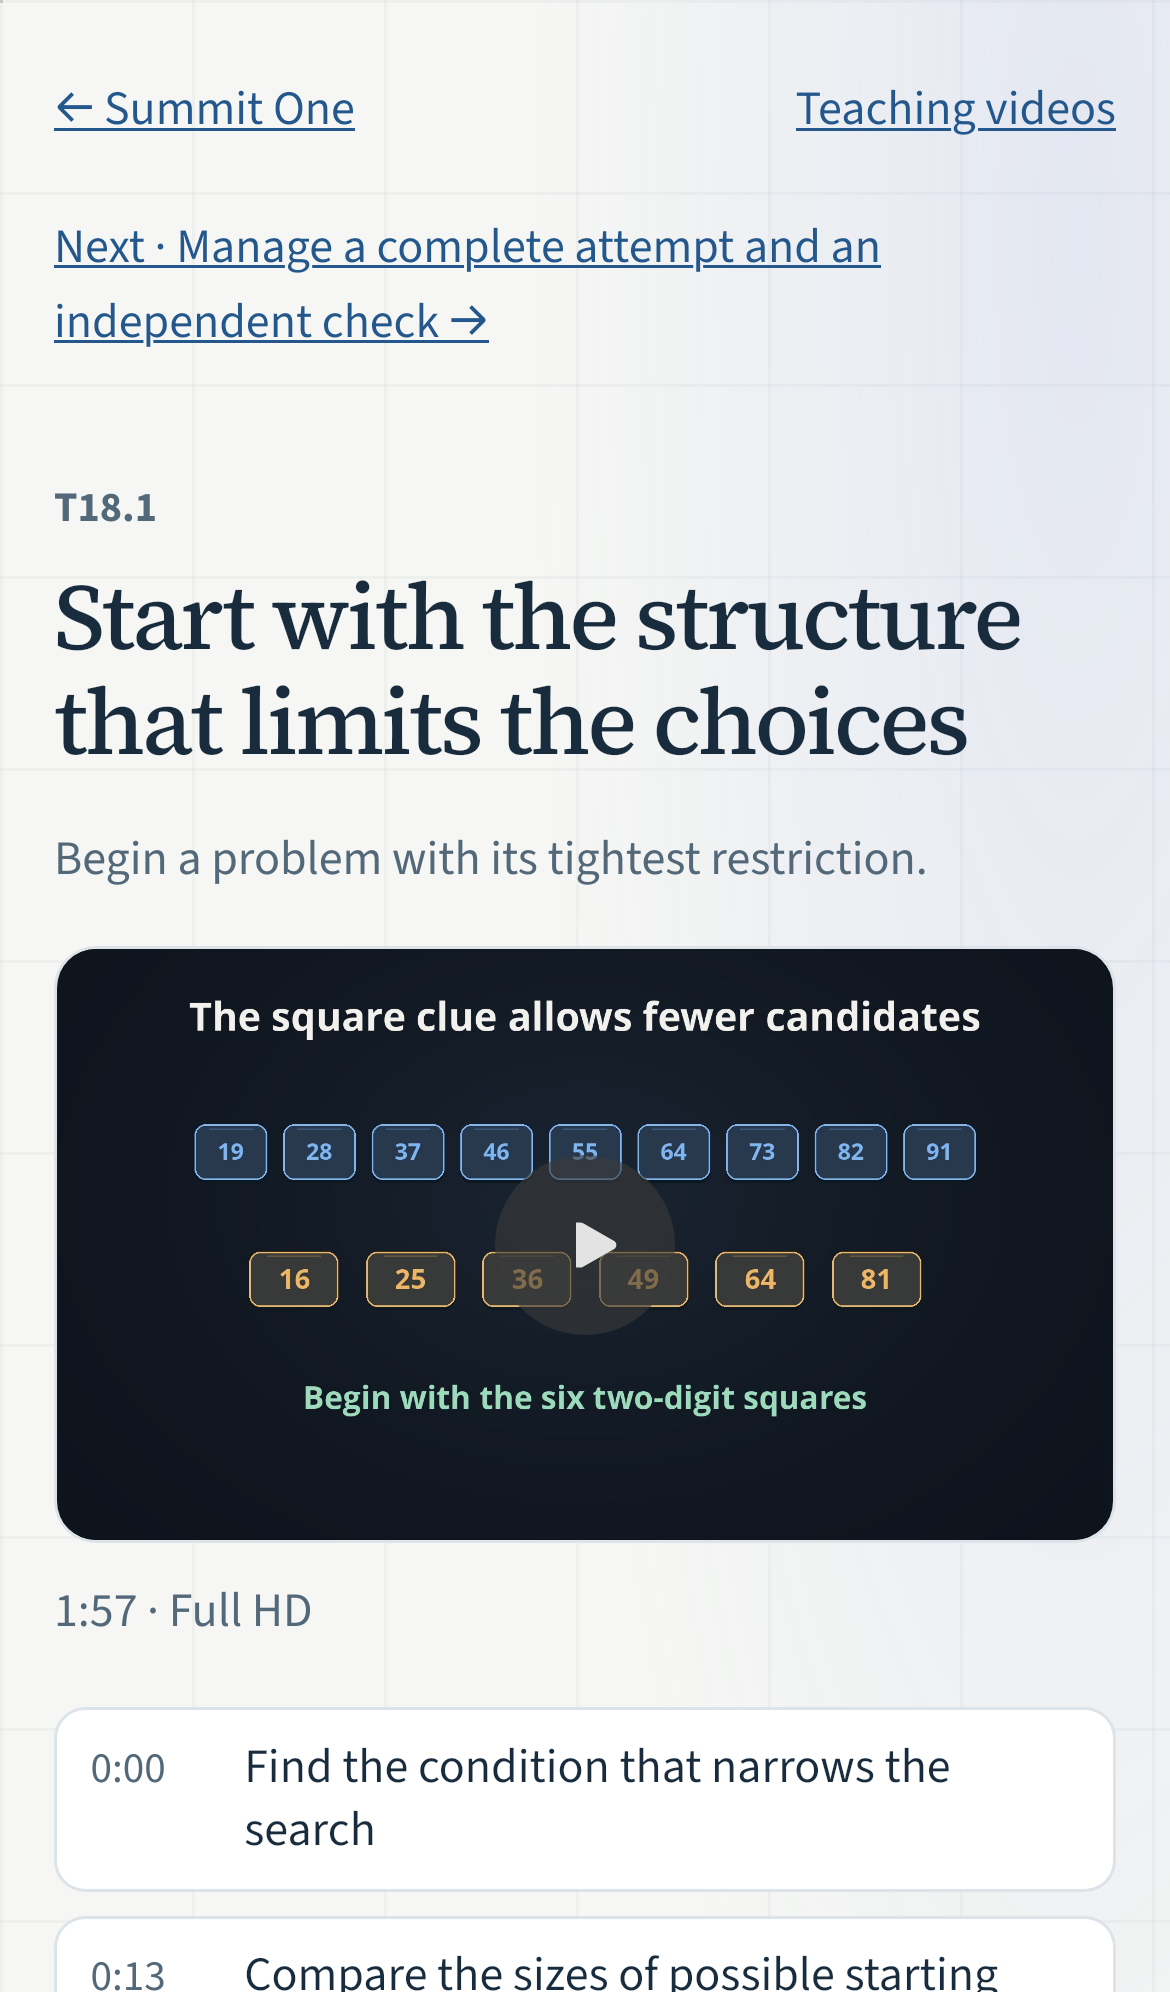 ← Summit One
Teaching videos
Next · Manage a complete attempt and an
independent check →
T18.1
Start with the structure
that limits the choices
Begin a problem with its tightest restriction.
The square clue allows fewer candidates
19 28 37 46 55 64 73 82 91
16 25 36 49 64 81
Begin with the six two-digit squares
1:57 · Full HD
0:00 Find the condition that narrows the
search
0:13 Compare the sizes of possible starting